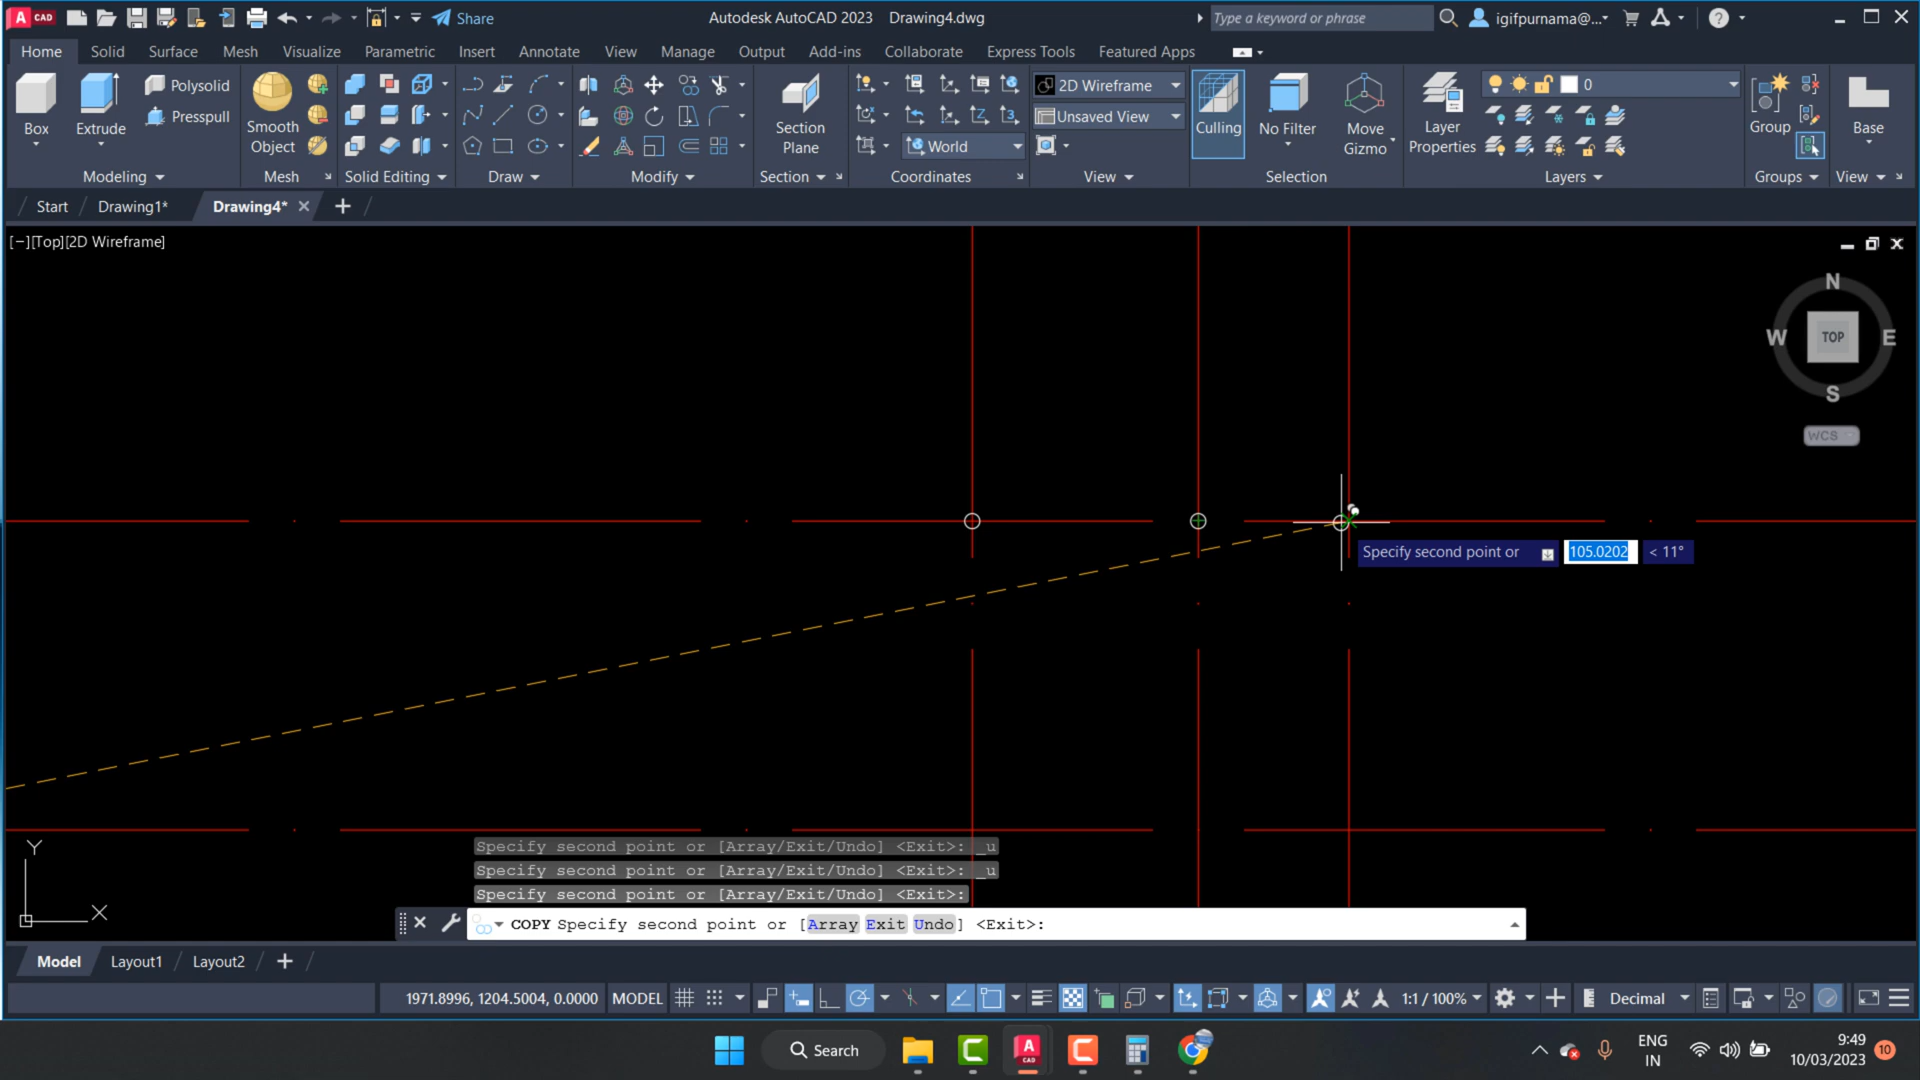 A CAD Share Autodesk AutoCAD 2023 Drawing4.dwg Type a keyword or phrase igifpurnama@...
Home Solid Surface Mesh Visualize Parametric Insert Annotate View Manage Output Add-ins Collaborate Express Tools Featured Apps
Polysolid 2D Wireframe 0
Presspull Unsaved View
Box Extrude Smooth Object Section Plane World Culling No Filter Move Gizmo Layer Properties Group Base
Modeling Mesh Solid Editing Draw Modify Section Coordinates View Selection Layers Groups View
Start Drawing1* Drawing4*
[−][Top][2D Wireframe]
N
W TOP E
S
WCS
Specify second point or 105.0202 < 11°
Y
X
Specify second point or [Array/Exit/Undo] <Exit>: _u
Specify second point or [Array/Exit/Undo] <Exit>: _u
Specify second point or [Array/Exit/Undo] <Exit>:
COPY Specify second point or [Array Exit Undo] <Exit>:
Model Layout1 Layout2
1971.8996, 1204.5004, 0.0000 MODEL 1:1 / 100% Decimal
Search ENG 9:49
IN 10/03/2023 10